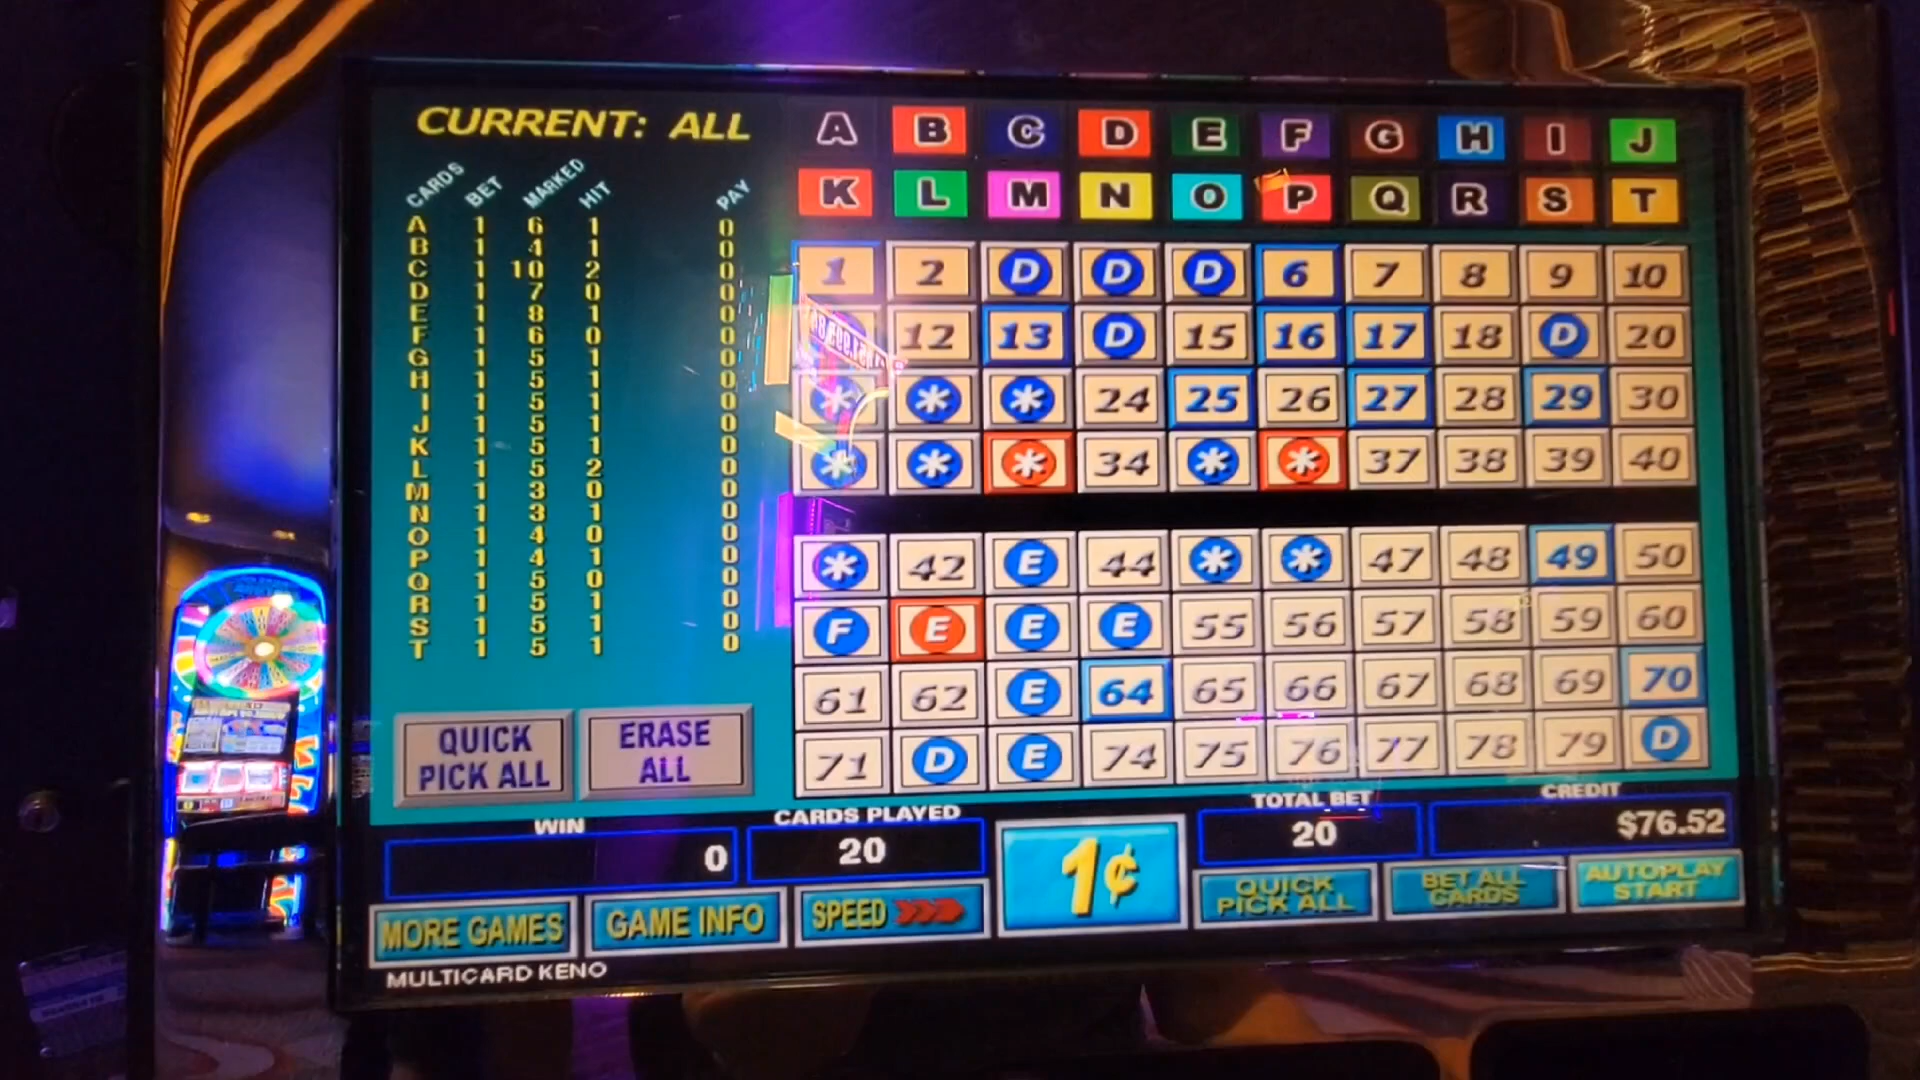 CURRENT: ALL
A B C D E F G H I J
K L M N O P Q R S T
CARDS BET MARKED HIT PAY
A 1 6 1 0
B 1 4 1 0
C 1 10 2 0
D 1 7 0 0
E 1 8 1 0
F 1 6 0 0
G 1 5 1 0
H 1 5 1 0
I 1 5 1 0
J 1 5 1 0
K 1 5 1 0
L 1 5 2 0
M 1 3 0 0
N 1 3 1 0
O 1 4 0 0
P 1 4 1 0
Q 1 5 0 0
R 1 5 1 0
S 1 5 1 0
T 1 5 1 0
1 2 D D D 6 7 8 9 10
12 13 D 15 16 17 18 D 20
* * * 24 25 26 27 28 29 30
* * * 34 * * 37 38 39 40
* 42 E 44 * * 47 48 49 50
F E E E 55 56 57 58 59 60
61 62 E 64 65 66 67 68 69 70
71 D E 74 75 76 77 78 79 D
QUICK PICK ALL
ERASE ALL
WIN
0
CARDS PLAYED
20
1¢
TOTAL BET
20
CREDIT
$76.52
MORE GAMES
GAME INFO
SPEED
QUICK PICK ALL
BET ALL CARDS
AUTOPLAY START
MULTICARD KENO